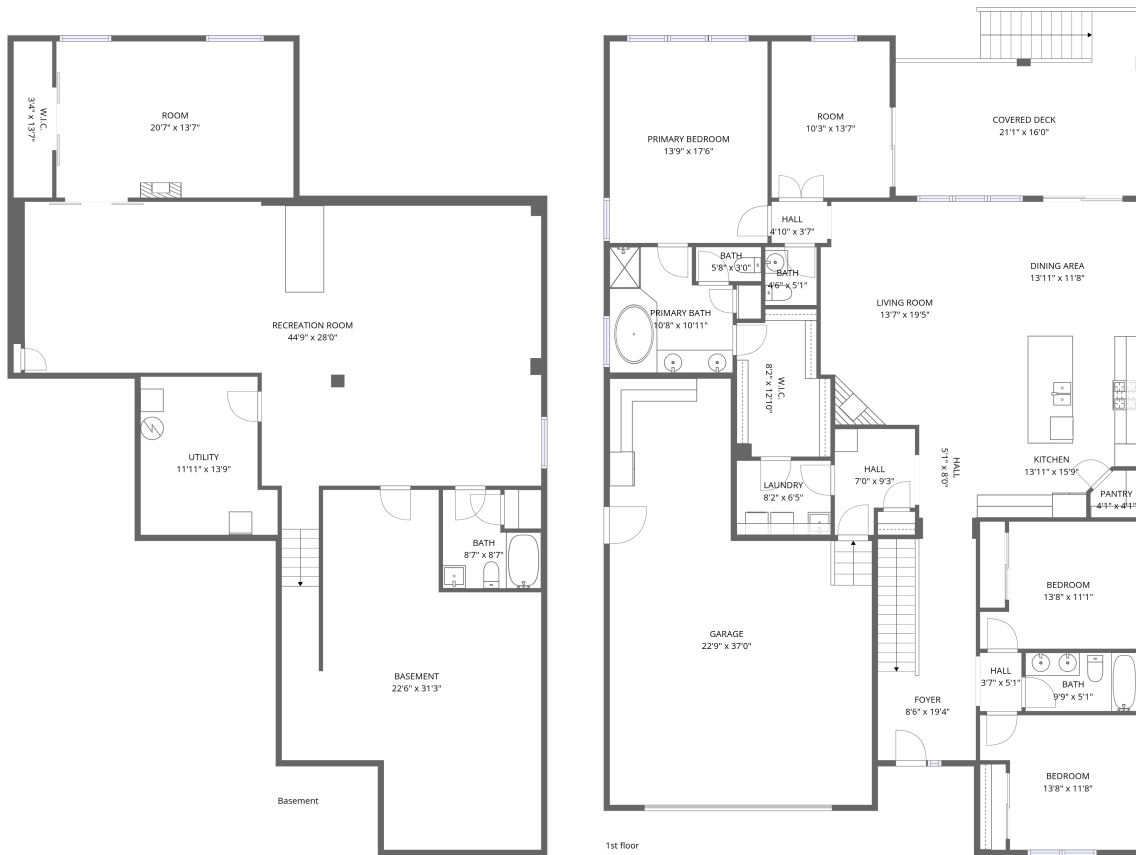 W.I.C.
3'4" x 13'7"
ROOM
20'7" x 13'7"
RECREATION ROOM
44'9" x 28'0"
UTILITY
11'11" x 13'9"
BATH
8'7" x 8'7"
BASEMENT
22'6" x 31'3"
Basement
PRIMARY BEDROOM
13'9" x 17'6"
ROOM
10'3" x 13'7"
COVERED DECK
21'1" x 16'0"
HALL
4'10" x 3'7"
BATH
5'8" x 3'0"
BATH
4'6" x 5'1"
PRIMARY BATH
10'8" x 10'11"
DINING AREA
13'11" x 11'8"
LIVING ROOM
13'7" x 19'5"
W.I.C.
8'2" x 12'10"
HALL
7'0" x 9'3"
HALL
5'1" x 8'0"
KITCHEN
13'11" x 15'9"
LAUNDRY
8'2" x 6'5"
PANTRY
4'1" x 4'1"
BEDROOM
13'8" x 11'1"
GARAGE
22'9" x 37'0"
HALL
3'7" x 5'1"
BATH
9'9" x 5'1"
FOYER
8'6" x 19'4"
BEDROOM
13'8" x 11'8"
1st floor